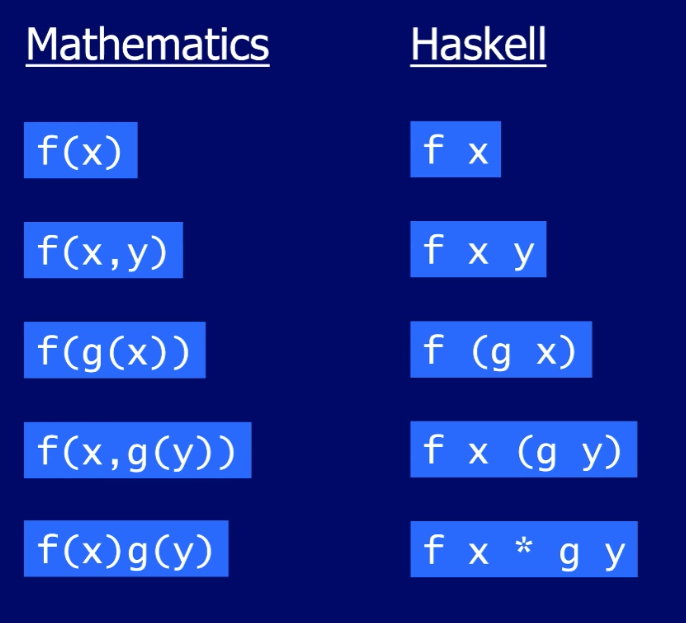 Mathematics Haskell
f(x) f x
f(x,y) f x y
f(g(x)) f (g x)
f(x,g(y)) f x (g y)
f(x)g(y) f x * g y